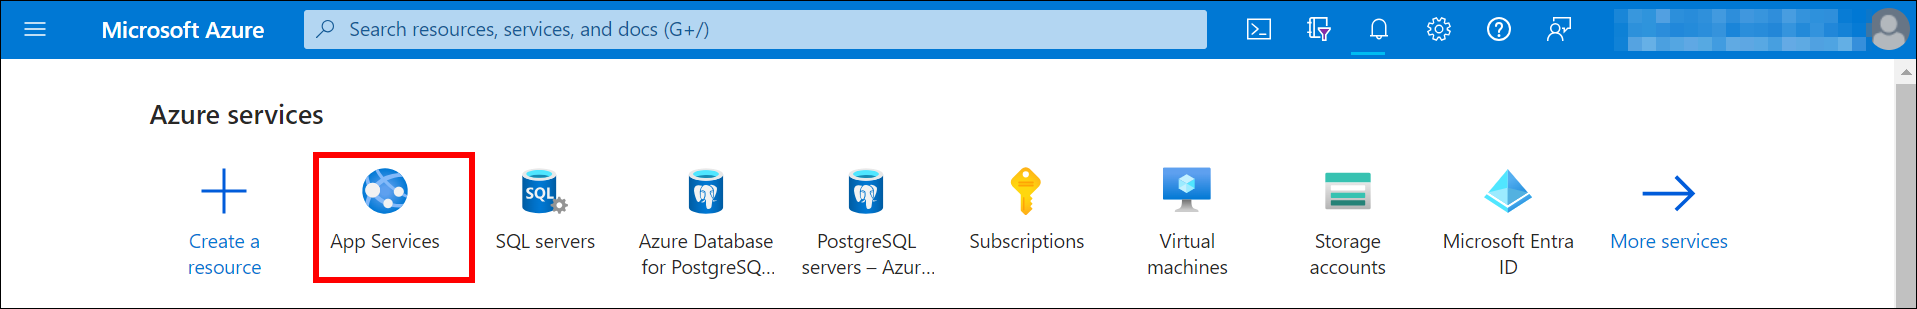 Microsoft Azure
Search resources, services, and docs (G+/)
Azure services
Create a
resource
App Services
SQL
SQL servers
Azure Database
for PostgreSQ...
PostgreSQL
servers – Azur...
Subscriptions
Virtual
machines
Storage
accounts
Microsoft Entra
ID
More services